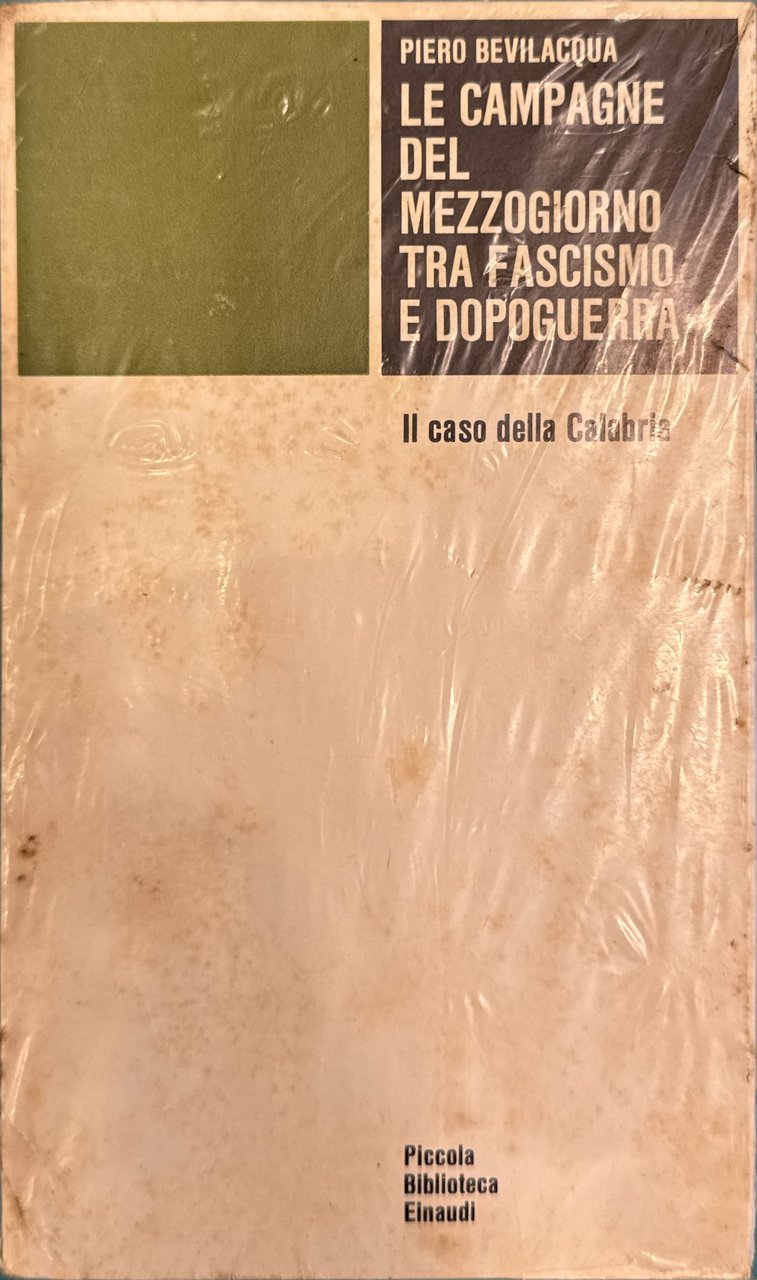 PIERO BEVILACQUA
LE CAMPAGNE
DEL
MEZZOGIORNO
TRA FASCISMO
E DOPOGUERRA
Il caso della Calabria
Piccola
Biblioteca
Einaudi